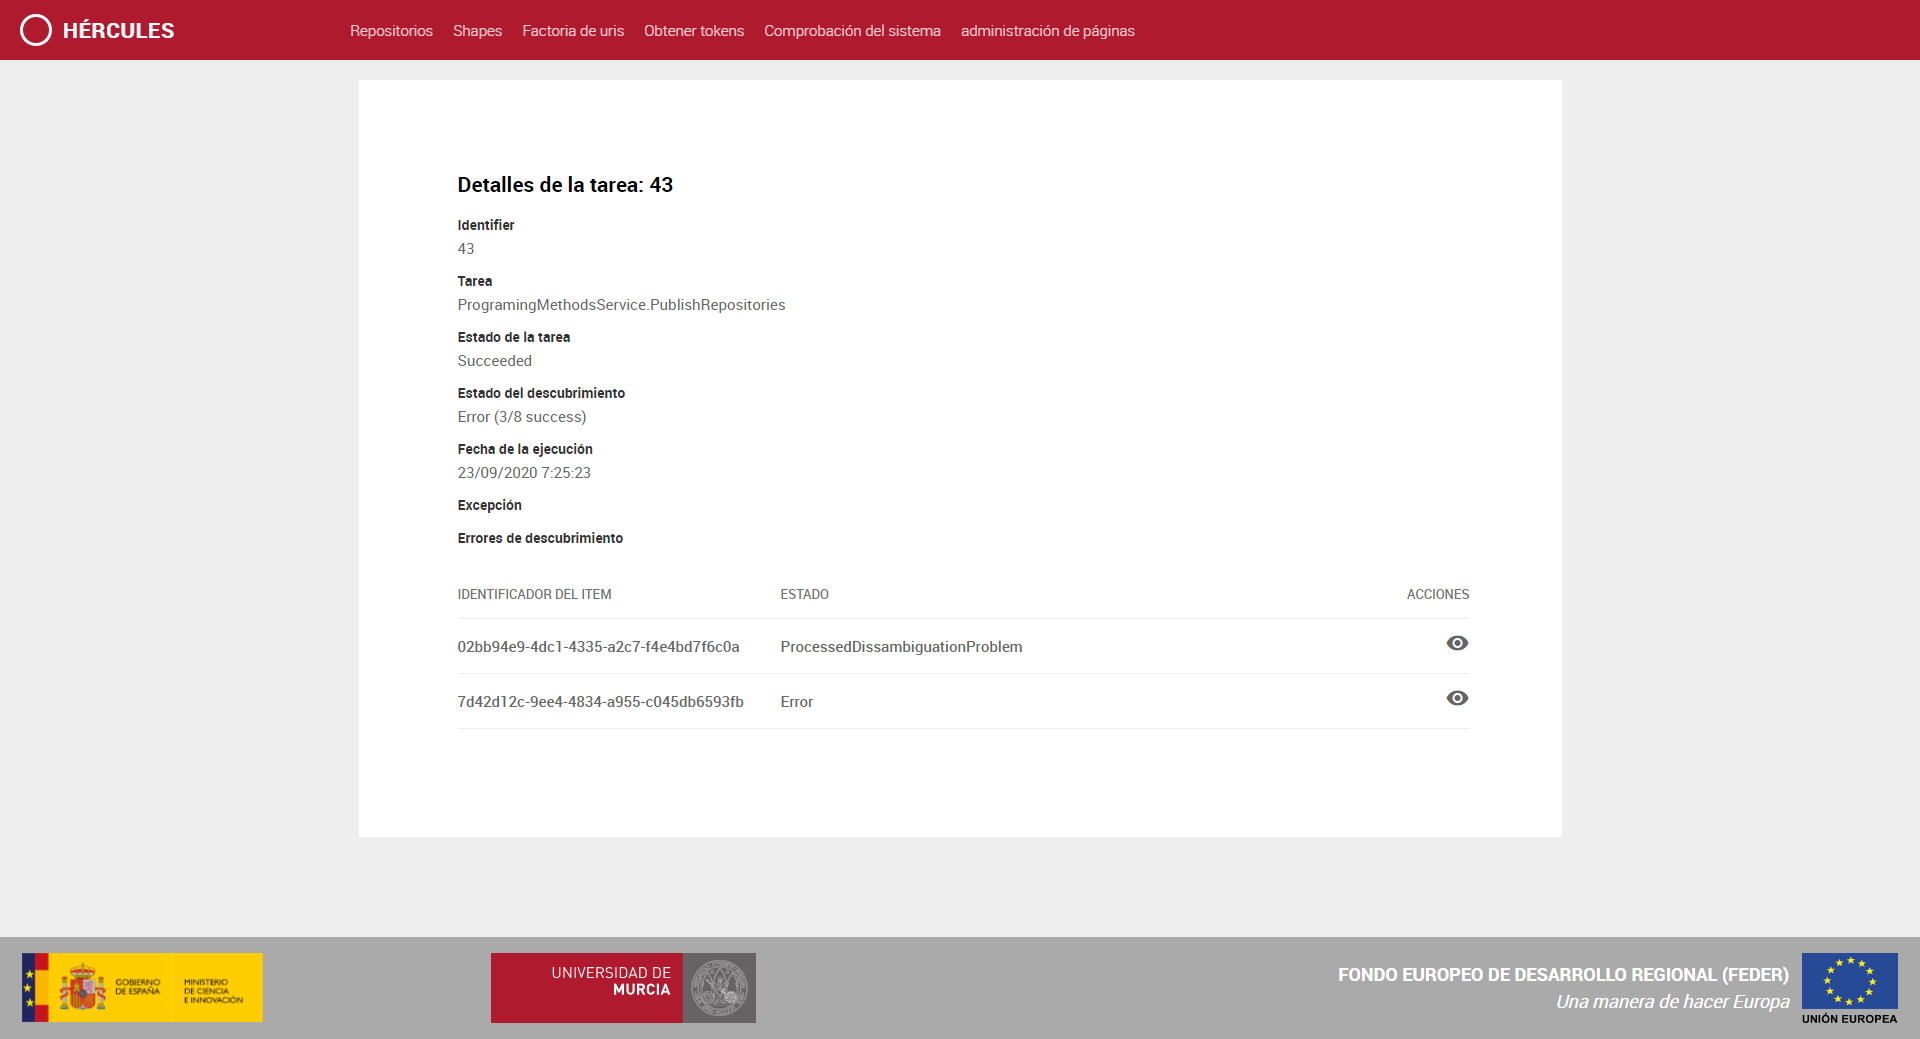 HÉRCULES
Repositorios Shapes Factoria de uris Obtener tokens Comprobación del sistema administración de páginas
Detalles de la tarea: 43
Identifier
43
Tarea
ProgramingMethodsService.PublishRepositories
Estado de la tarea
Succeeded
Estado del descubrimiento
Error (3/8 success)
Fecha de la ejecución
23/09/2020 7:25:23
Excepción
Errores de descubrimiento
IDENTIFICADOR DEL ITEM ESTADO ACCIONES
02bb94e9-4dc1-4335-a2c7-f4e4bd7f6c0a ProcessedDissambiguationProblem
7d42d12c-9ee4-4834-a955-c045db6593fb Error
GOBIERNO
DE ESPAÑA
MINISTERIO
DE CIENCIA
E INNOVACIÓN
UNIVERSIDAD DE
MURCIA
FONDO EUROPEO DE DESARROLLO REGIONAL (FEDER)
Una manera de hacer Europa
UNIÓN EUROPEA